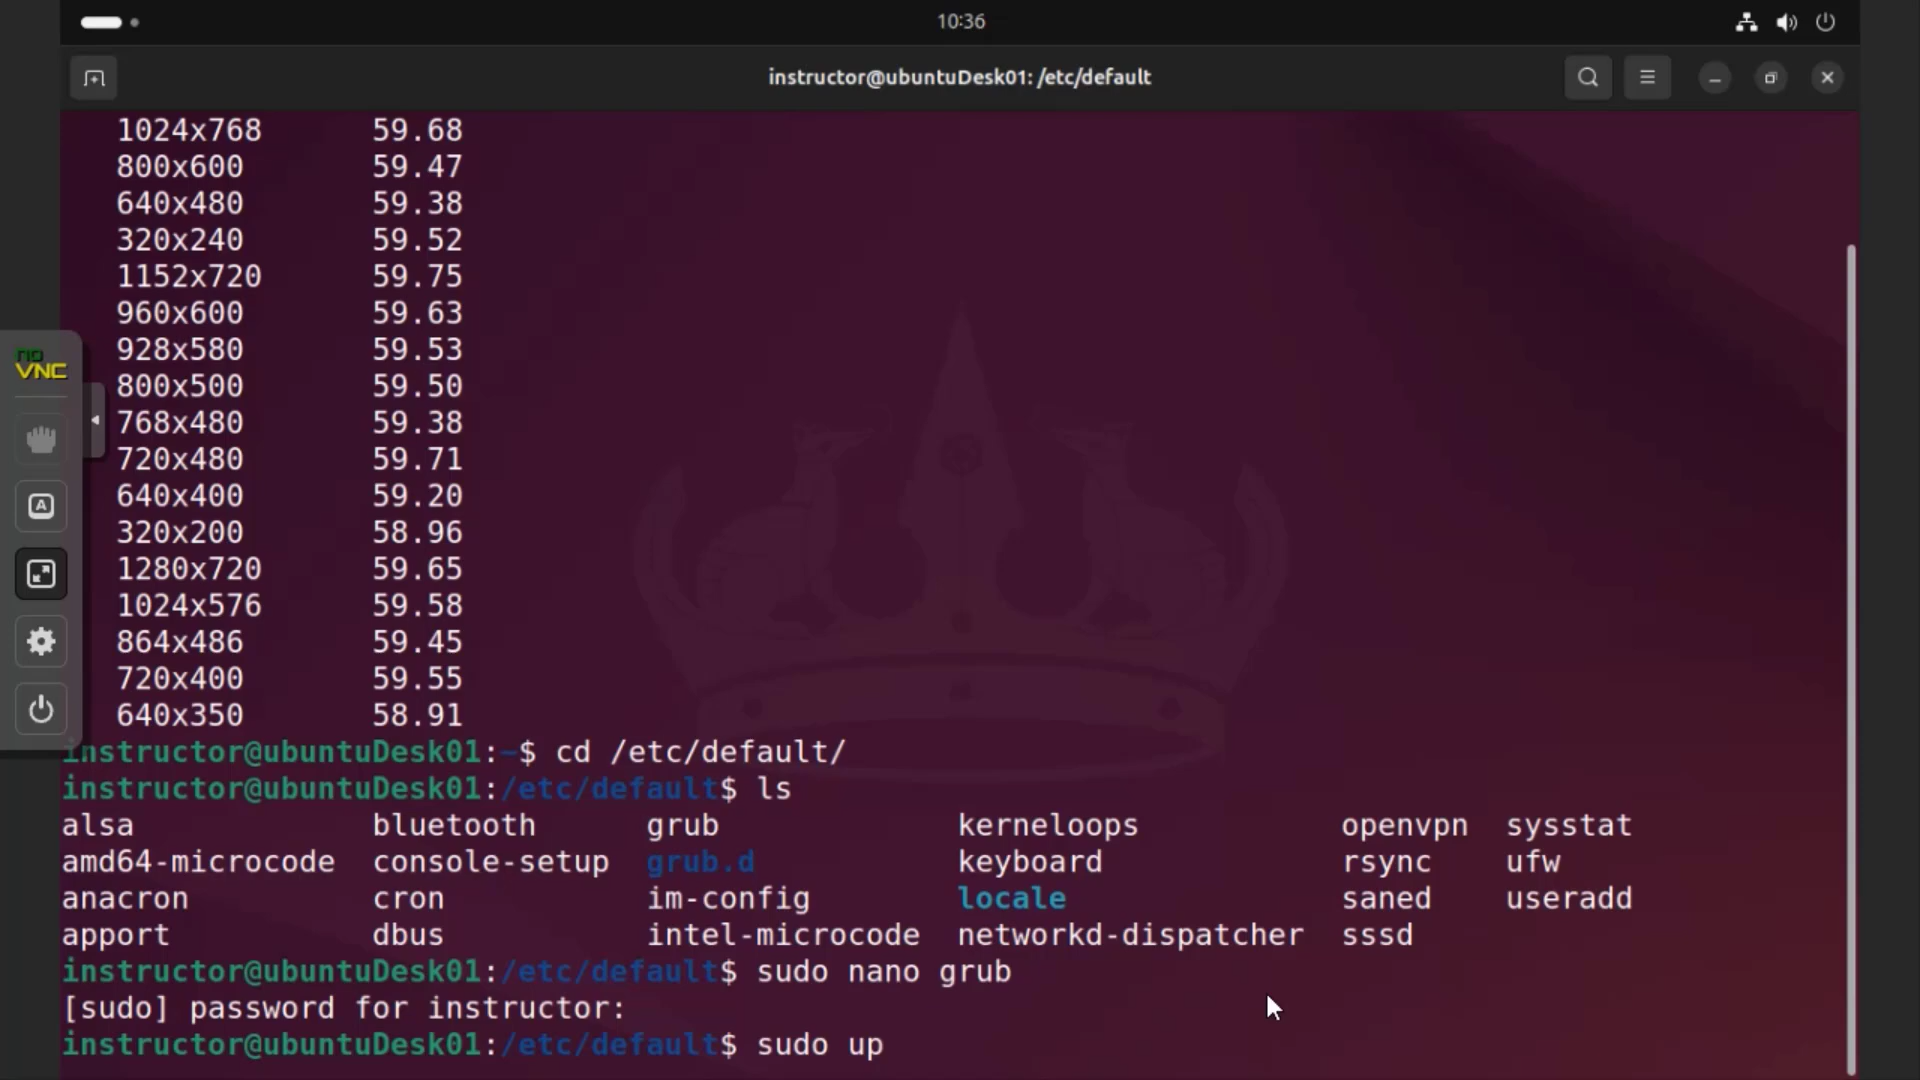 10:36
instructor@ubuntuDesk01: /etc/default
1024x768 59.68
800x600 59.47
640x480 59.38
320x240 59.52
1152x720 59.75
960x600 59.63
928x580 59.53
800x500 59.50
768x480 59.38
720x480 59.71
640x400 59.20
320x200 58.96
1280x720 59.65
1024x576 59.58
864x486 59.45
720x400 59.55
640x350 58.91
no
VNC
A
instructor@ubuntuDesk01:~$ cd /etc/default/
instructor@ubuntuDesk01:/etc/default$ ls
alsa bluetooth grub kerneloops openvpn sysstat
amd64-microcode console-setup grub.d keyboard rsync ufw
anacron cron im-config locale saned useradd
apport dbus intel-microcode networkd-dispatcher sssd
instructor@ubuntuDesk01:/etc/default$ sudo nano grub
[sudo] password for instructor:
instructor@ubuntuDesk01:/etc/default$ sudo up